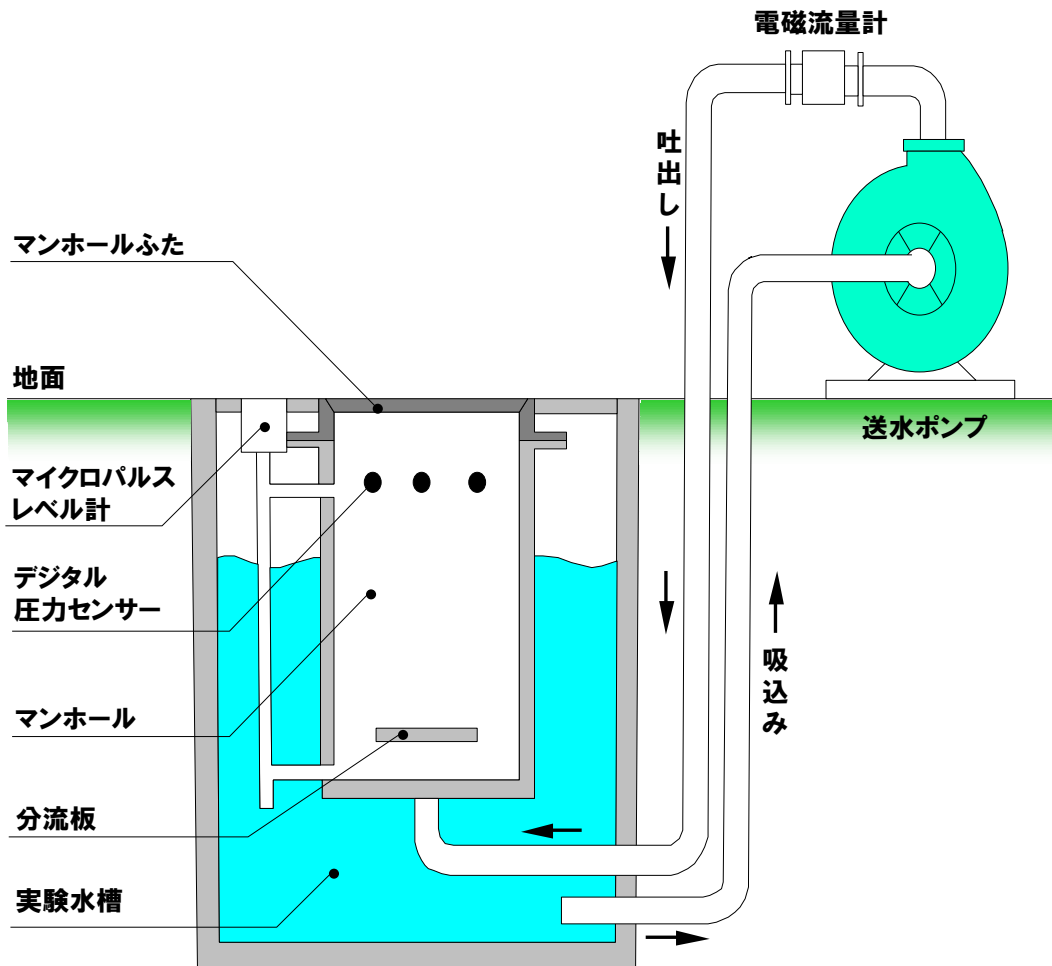 電磁流量計
吐出し
マンホールふた
地面
送水ポンプ
マイクロパルス
レベル計
デジタル
圧力センサー
吸込み
マンホール
分流板
実験水槽